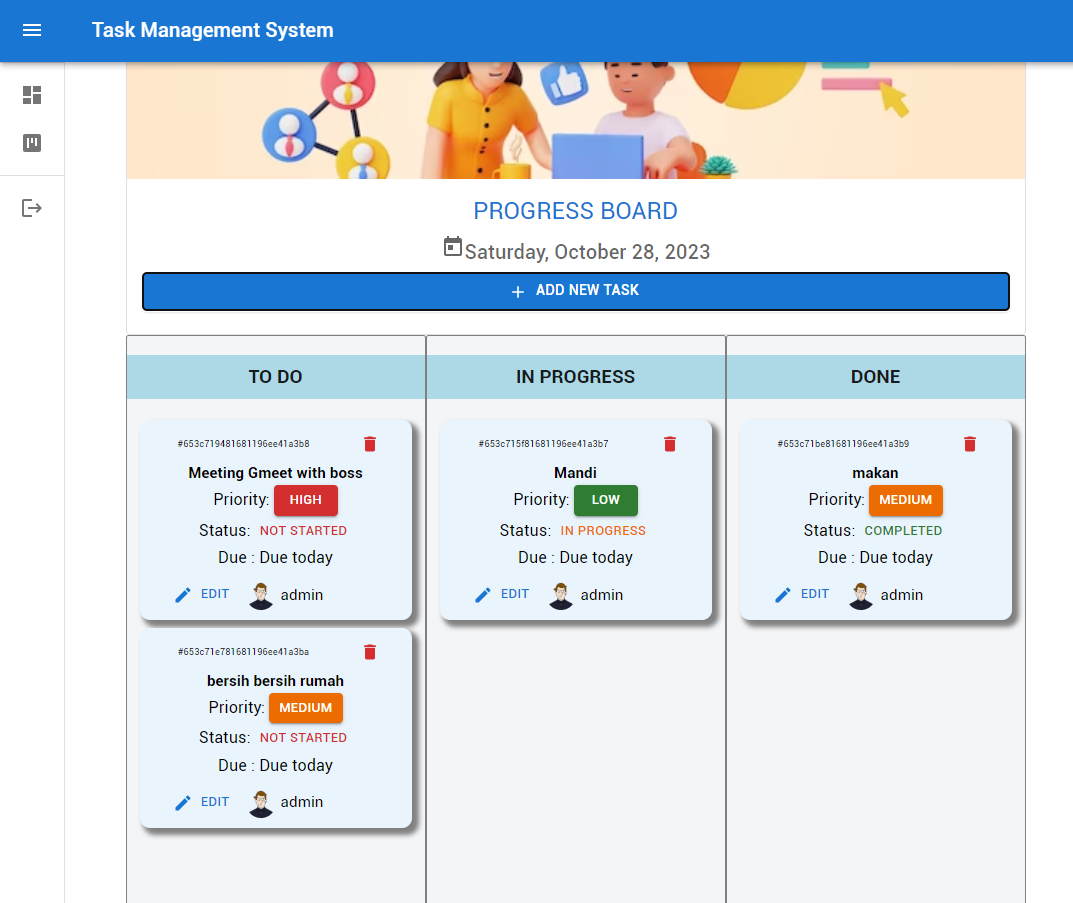 Task Management System
PROGRESS BOARD
Saturday, October 28, 2023
+ ADD NEW TASK
TO DO
IN PROGRESS
DONE
#653c719481681196ee41a3b8
Meeting Gmeet with boss
Priority: HIGH
Status: NOT STARTED
Due : Due today
EDIT admin
#653c71e781681196ee41a3ba
bersih bersih rumah
Priority: MEDIUM
Status: NOT STARTED
Due : Due today
EDIT admin
#653c715f81681196ee41a3b7
Mandi
Priority: LOW
Status: IN PROGRESS
Due : Due today
EDIT admin
#653c71be81681196ee41a3b9
makan
Priority: MEDIUM
Status: COMPLETED
Due : Due today
EDIT admin